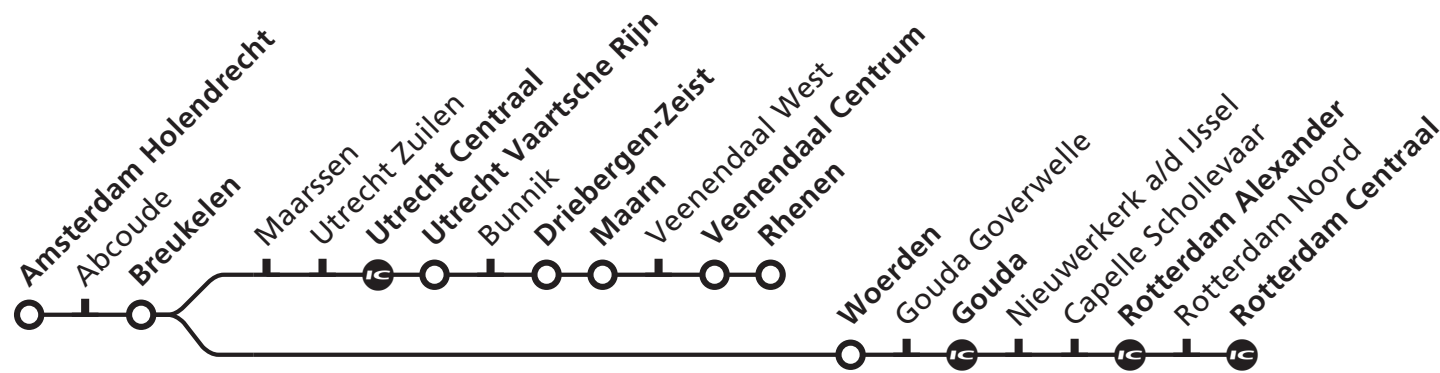 Amsterdam Holendrecht
Abcoude
Breukelen
Maarssen
Utrecht Zuilen
Utrecht Centraal
Utrecht Vaartsche Rijn
Bunnik
Driebergen-Zeist
Maarn
Veenendaal West
Veenendaal Centrum
Rhenen
IC
Woerden
Gouda Goverwelle
Gouda
Nieuwerkerk a/d IJssel
Capelle Schollevaar
Rotterdam Alexander
Rotterdam Noord
Rotterdam Centraal
IC
IC
IC